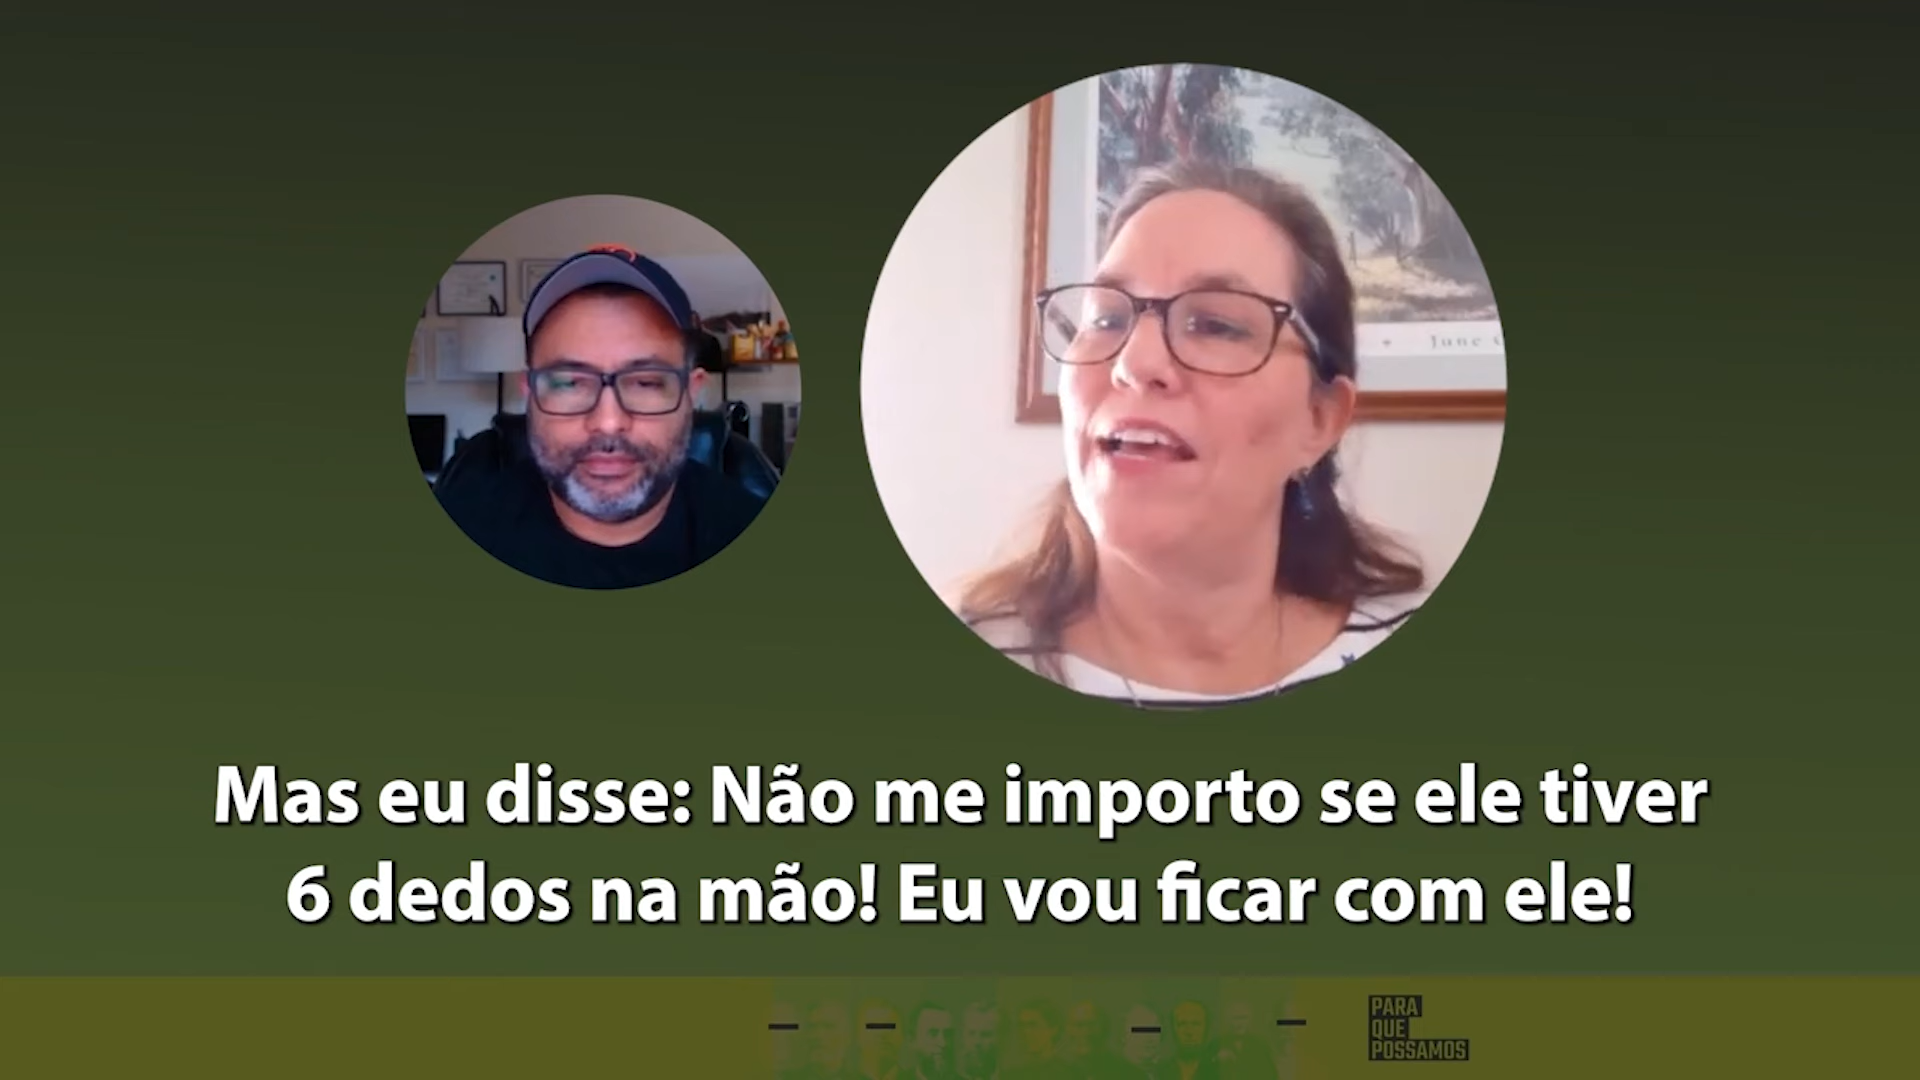 June
Mas eu disse: Não me importo se ele tiver
6 dedos na mão! Eu vou ficar com ele!
PARA
QUE
POSSAMOS